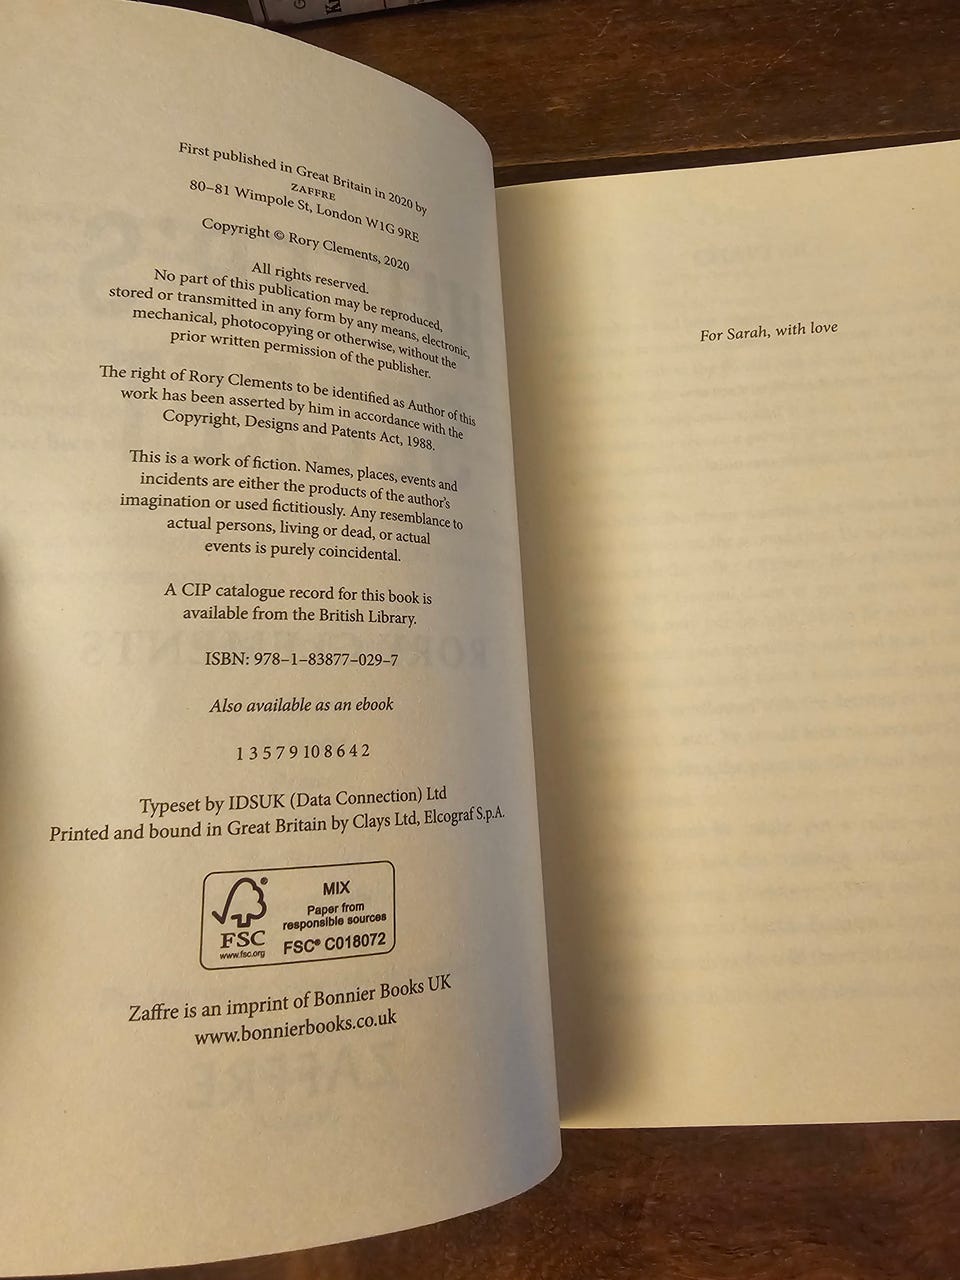 First published in Great Britain in 2020 by
ZAFFRE
80–81 Wimpole St, London W1G 9RE
Copyright © Rory Clements, 2020
All rights reserved.
No part of this publication may be reproduced,
stored or transmitted in any form by any means, electronic,
mechanical, photocopying or otherwise, without the
prior written permission of the publisher.
The right of Rory Clements to be identified as Author of this
work has been asserted by him in accordance with the
Copyright, Designs and Patents Act, 1988.
This is a work of fiction. Names, places, events and
incidents are either the products of the author's
imagination or used fictitiously. Any resemblance to
actual persons, living or dead, or actual
events is purely coincidental.
A CIP catalogue record for this book is
available from the British Library.
ISBN: 978–1–83877–029–7
Also available as an ebook
1 3 5 7 9 10 8 6 4 2
Typeset by IDSUK (Data Connection) Ltd
Printed and bound in Great Britain by Clays Ltd, Elcograf S.p.A.
FSC
www.fsc.org
MIX
Paper from
responsible sources
FSC® C018072
Zaffre is an imprint of Bonnier Books UK
www.bonnierbooks.co.uk
For Sarah, with love